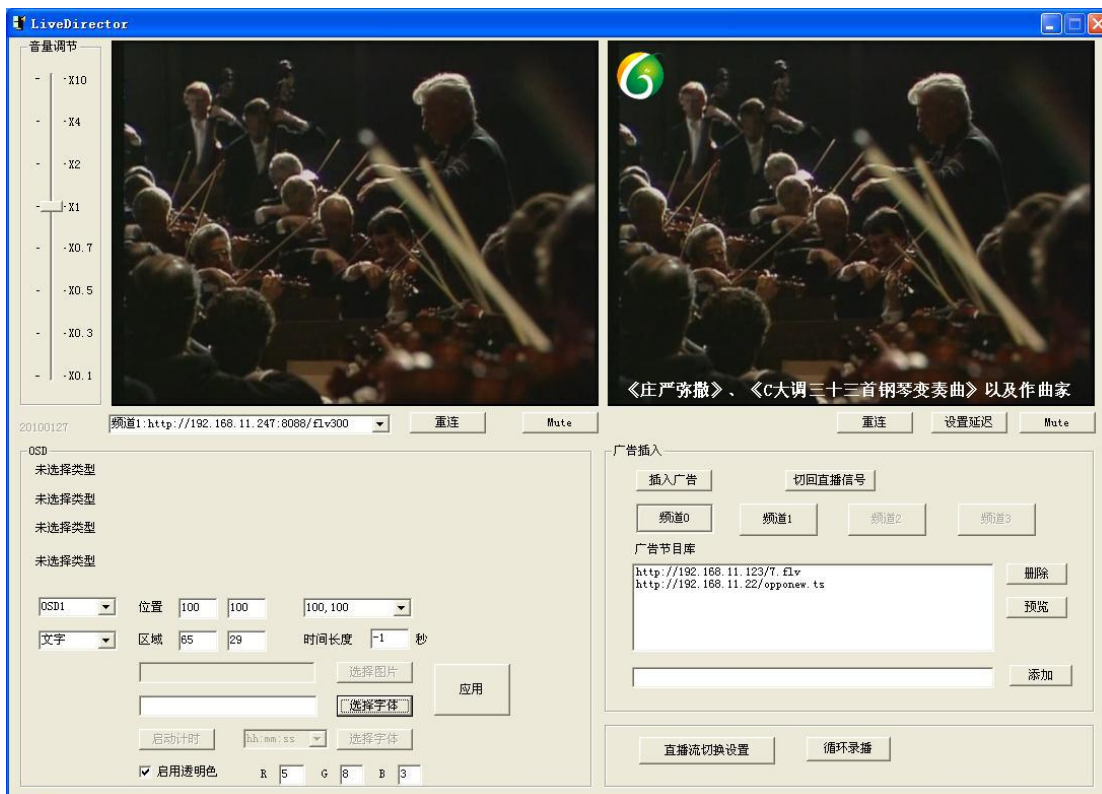 LiveDirector
音量调节
- -X10
- -X4
- -X2
- -X1
- -X0.7
- -X0.5
- -X0.3
- -X0.1
《庄严弥撒》、《C大调三十三首钢琴变奏曲》以及作曲家
20100127 频道1:http://192.168.11.247:8088/flv300 重连 Mute
重连 设置延迟 Mute
OSD
未选择类型
未选择类型
未选择类型
未选择类型
OSD1 位置 100 100 100,100
文字 区域 65 29 时间长度 -1 秒
选择图片
应用
选择字体
启动计时 hh:mm:ss 选择字体
启用透明色 R 5 G 8 B 3
广告插入
插入广告 切回直播信号
频道0 频道1 频道2 频道3
广告节目库
http://192.168.11.123/7.flv
http://192.168.11.22/opponew.ts
删除
预览
添加
直播流切换设置 循环录播